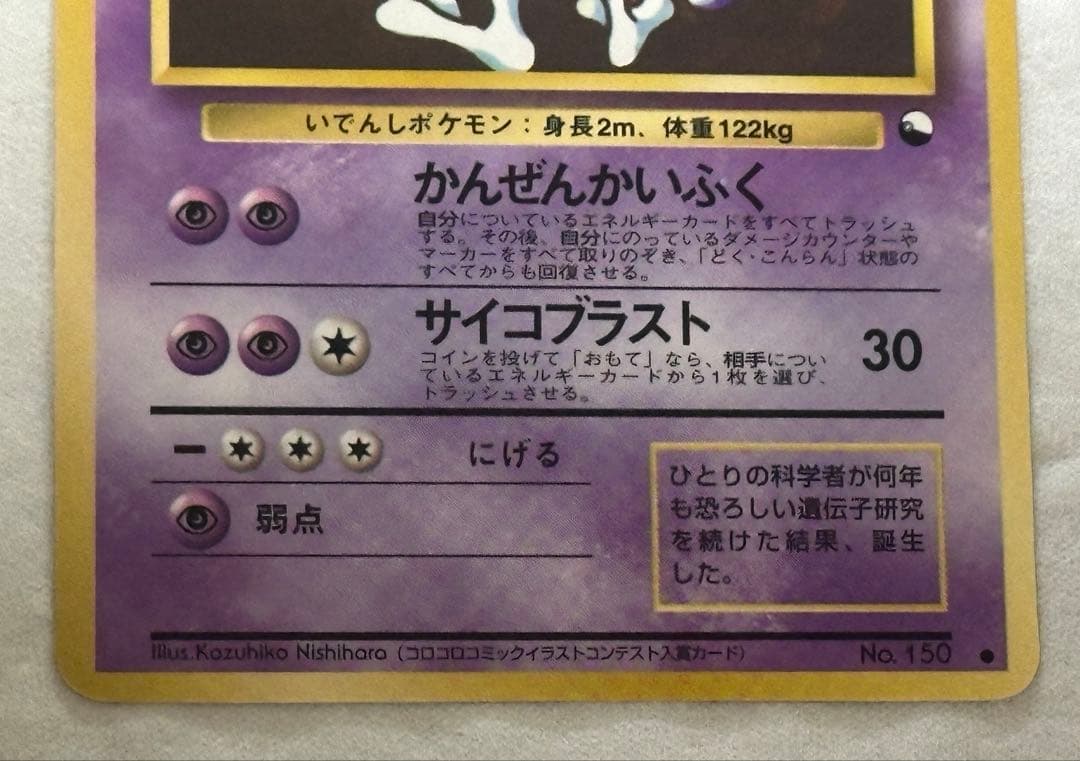 いでんしポケモン：身長2m、体重122kg
かんぜんかいふく
自分についているエネルギーカードをすべてトラッシュ
する。その後、自分にのっているダメージカウンターや
マーカーをすべて取りのぞき、「どく・こんらん」状態の
すべてからも回復させる。
サイコブラスト
30
コインを投げて「おもて」なら、相手につい
ているエネルギーカードから1枚を選び、
トラッシュさせる。
にげる
弱点
ひとりの科学者が何年
も恐ろしい遺伝子研究
を続けた結果、誕生
した。
Illus.Kazuhiko Nishihara（コロコロコミックイラストコンテスト入賞カード）
No. 150